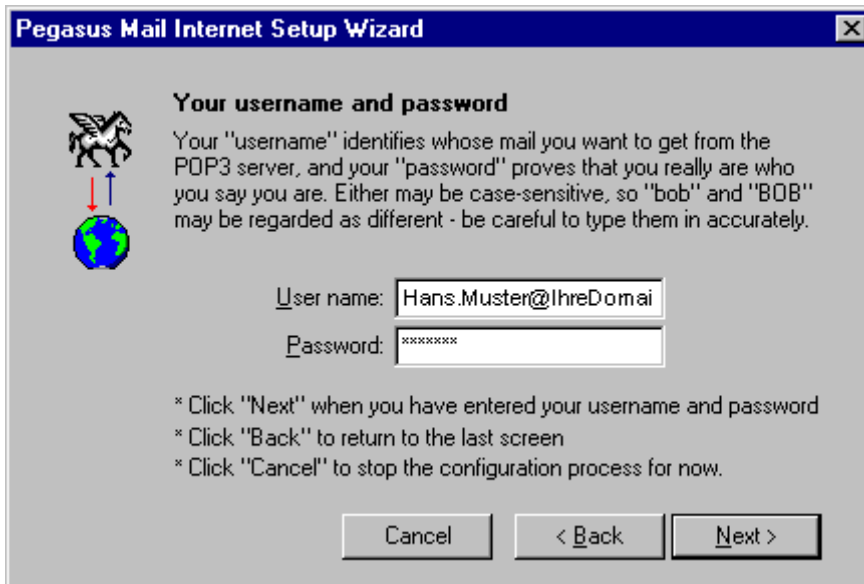 Pegasus Mail Internet Setup Wizard
Your username and password
Your "username" identifies whose mail you want to get from the
POP3 server, and your "password" proves that you really are who
you say you are. Either may be case-sensitive, so "bob" and "BOB"
may be regarded as different - be careful to type them in accurately.
User name: Hans.Muster@IhreDomai
Password: *******
* Click "Next" when you have entered your username and password
* Click "Back" to return to the last screen
* Click "Cancel" to stop the configuration process for now.
Cancel < Back Next >